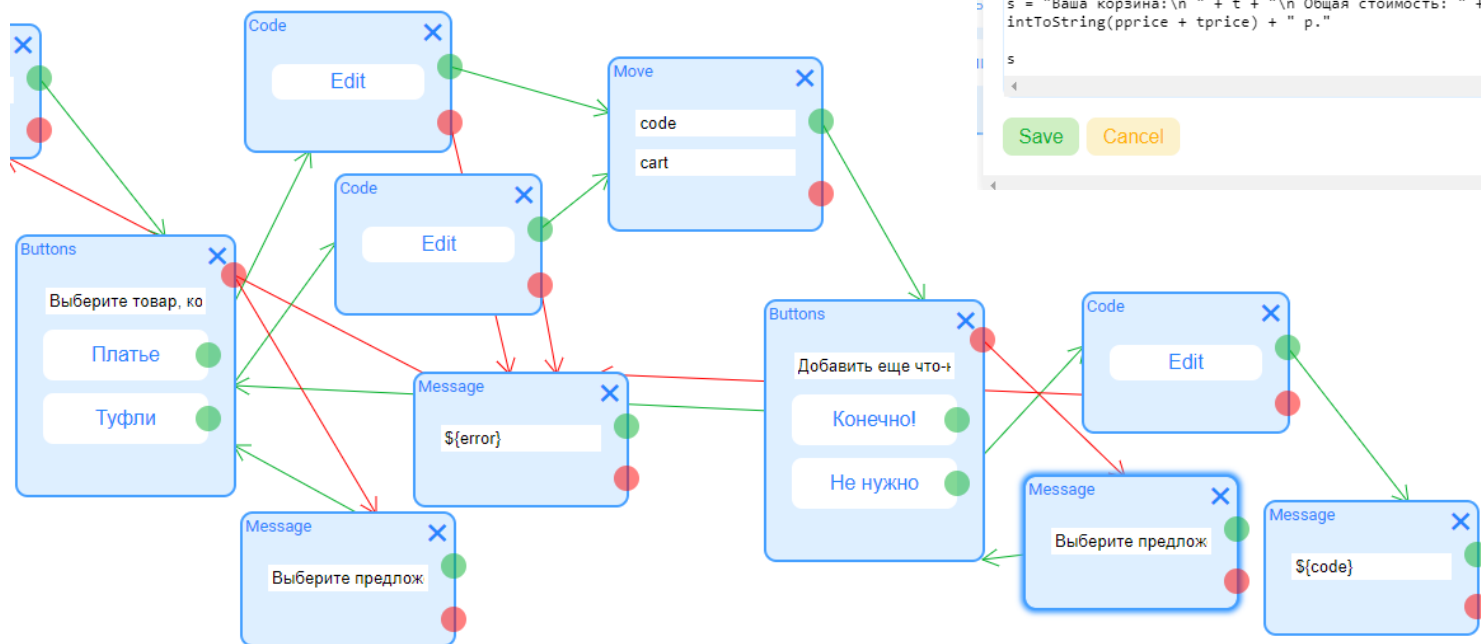 s = "Ваша корзина:\n " + t + "\n Общая стоимость: " +
intToString(pprice + tprice) + " р."
s
Save
Cancel
Code
Edit
Move
code
cart
Code
Edit
Buttons
Выберите товар, ко
Платье
Туфли
Message
${error}
Message
Выберите предлож
Buttons
Добавить еще что-н
Конечно!
Не нужно
Code
Edit
Message
Выберите предлож
Message
${code}